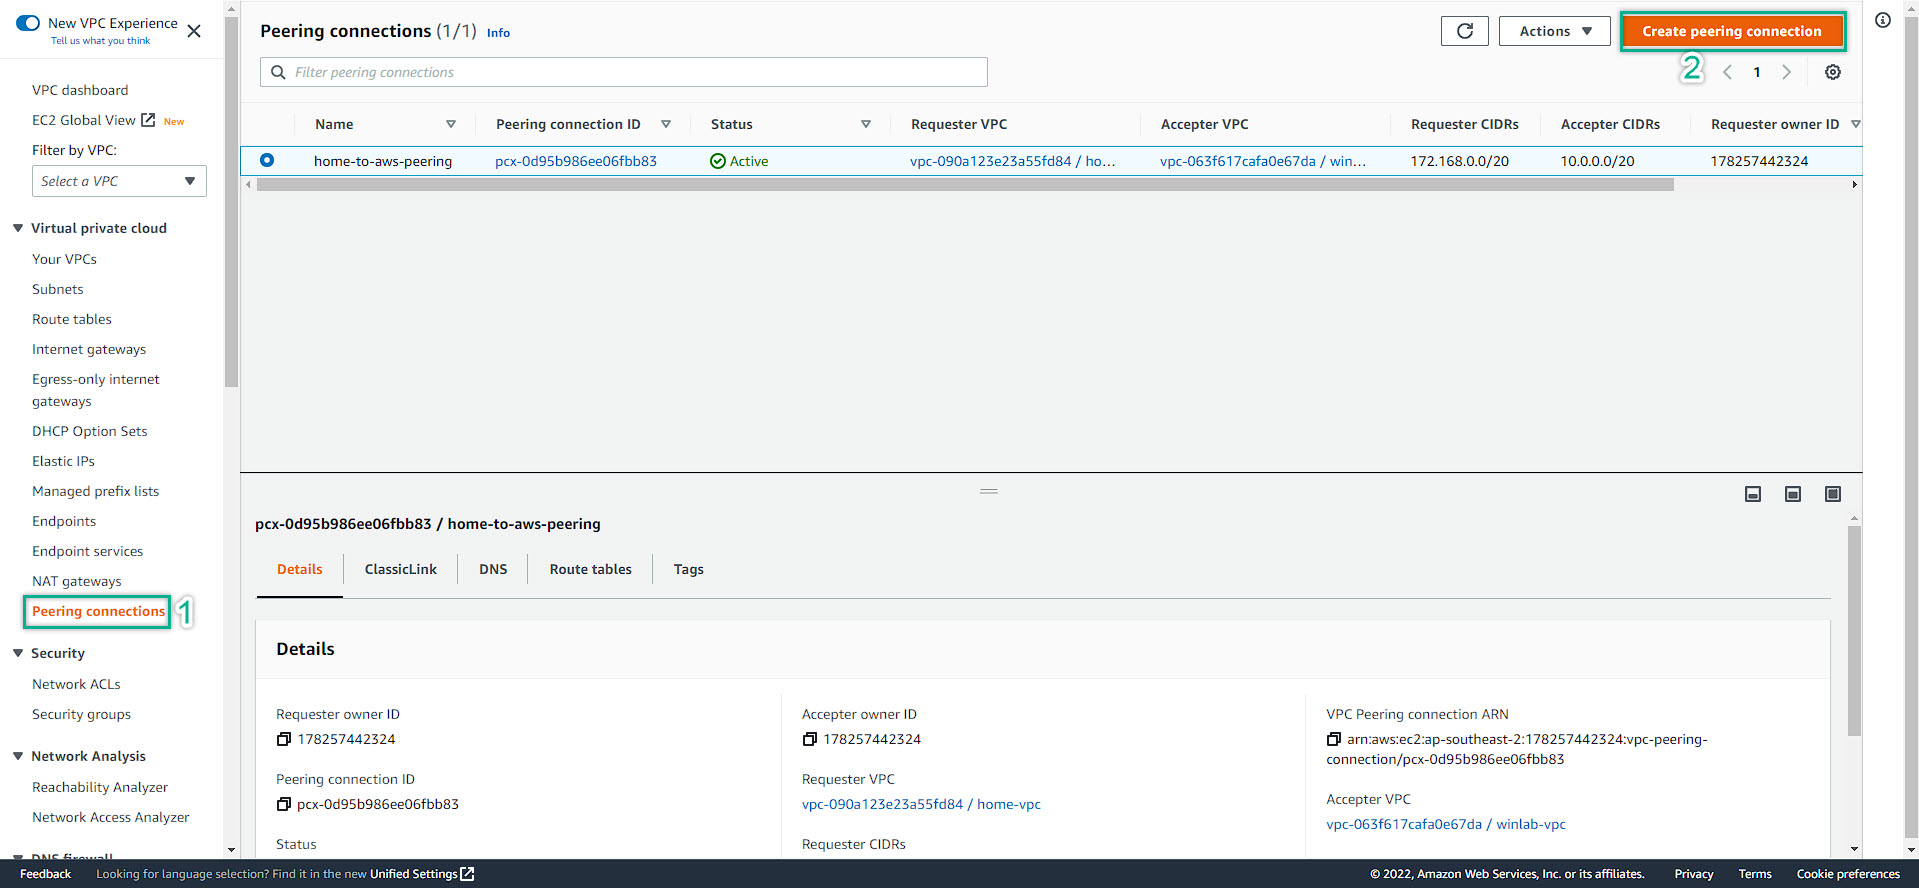 New VPC Experience
Tell us what you think
VPC dashboard
EC2 Global View New
Filter by VPC:
Select a VPC
Virtual private cloud
Your VPCs
Subnets
Route tables
Internet gateways
Egress-only internet
gateways
DHCP Option Sets
Elastic IPs
Managed prefix lists
Endpoints
Endpoint services
NAT gateways
Peering connections 1
Security
Network ACLs
Security groups
Network Analysis
Reachability Analyzer
Network Access Analyzer
DNS firewall
Peering connections (1/1) Info
Actions
Create peering connection
Filter peering connections
2
1
Name Peering connection ID Status Requester VPC Accepter VPC Requester CIDRs Accepter CIDRs Requester owner ID
home-to-aws-peering pcx-0d95b986ee06fbb83 Active vpc-090a123e23a55fd84 / ho... vpc-063f617cafa0e67da / win... 172.168.0.0/20 10.0.0.0/20 178257442324
pcx-0d95b986ee06fbb83 / home-to-aws-peering
Details ClassicLink DNS Route tables Tags
Details
Requester owner ID
178257442324
Peering connection ID
pcx-0d95b986ee06fbb83
Status
Accepter owner ID
178257442324
Requester VPC
vpc-090a123e23a55fd84 / home-vpc
Requester CIDRs
VPC Peering connection ARN
arn:aws:ec2:ap-southeast-2:178257442324:vpc-peering-
connection/pcx-0d95b986ee06fbb83
Accepter VPC
vpc-063f617cafa0e67da / winlab-vpc
Feedback Looking for language selection? Find it in the new Unified Settings © 2022, Amazon Web Services, Inc. or its affiliates. Privacy Terms Cookie preferences